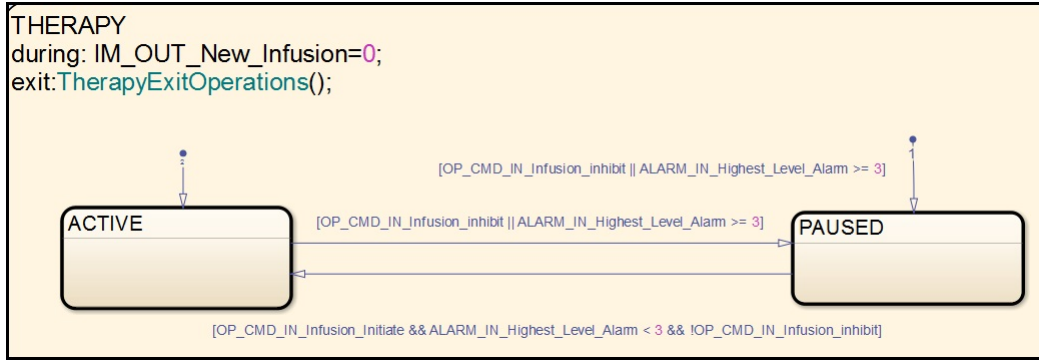 THERAPY
during: IM_OUT_New_Infusion=0;
exit:TherapyExitOperations();
2
1
[OP_CMD_IN_Infusion_inhibit || ALARM_IN_Highest_Level_Alarm >= 3]
ACTIVE
[OP_CMD_IN_Infusion_inhibit || ALARM_IN_Highest_Level_Alarm >= 3]
PAUSED
[OP_CMD_IN_Infusion_Initiate && ALARM_IN_Highest_Level_Alarm < 3 && !OP_CMD_IN_Infusion_inhibit]